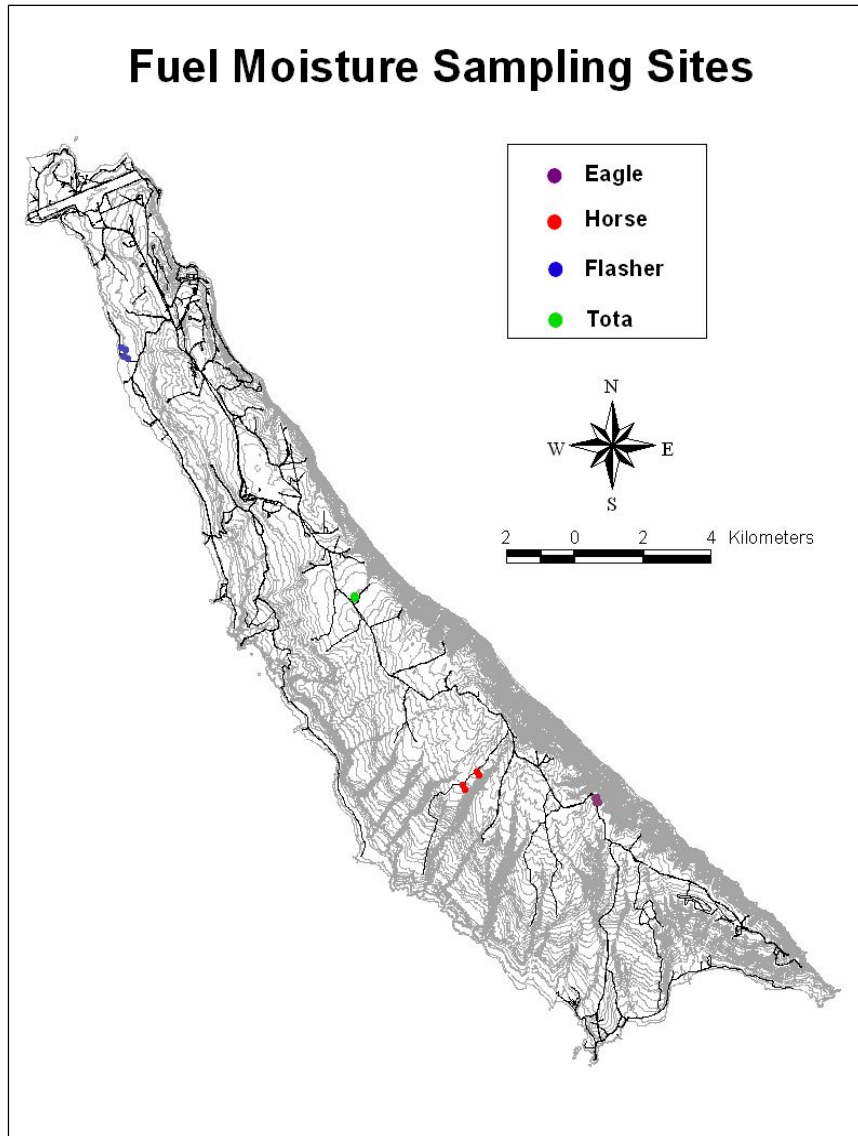 Fuel Moisture Sampling Sites
Eagle
Horse
Flasher
Tota
N
W E
S
2 0 2 4 Kilometers